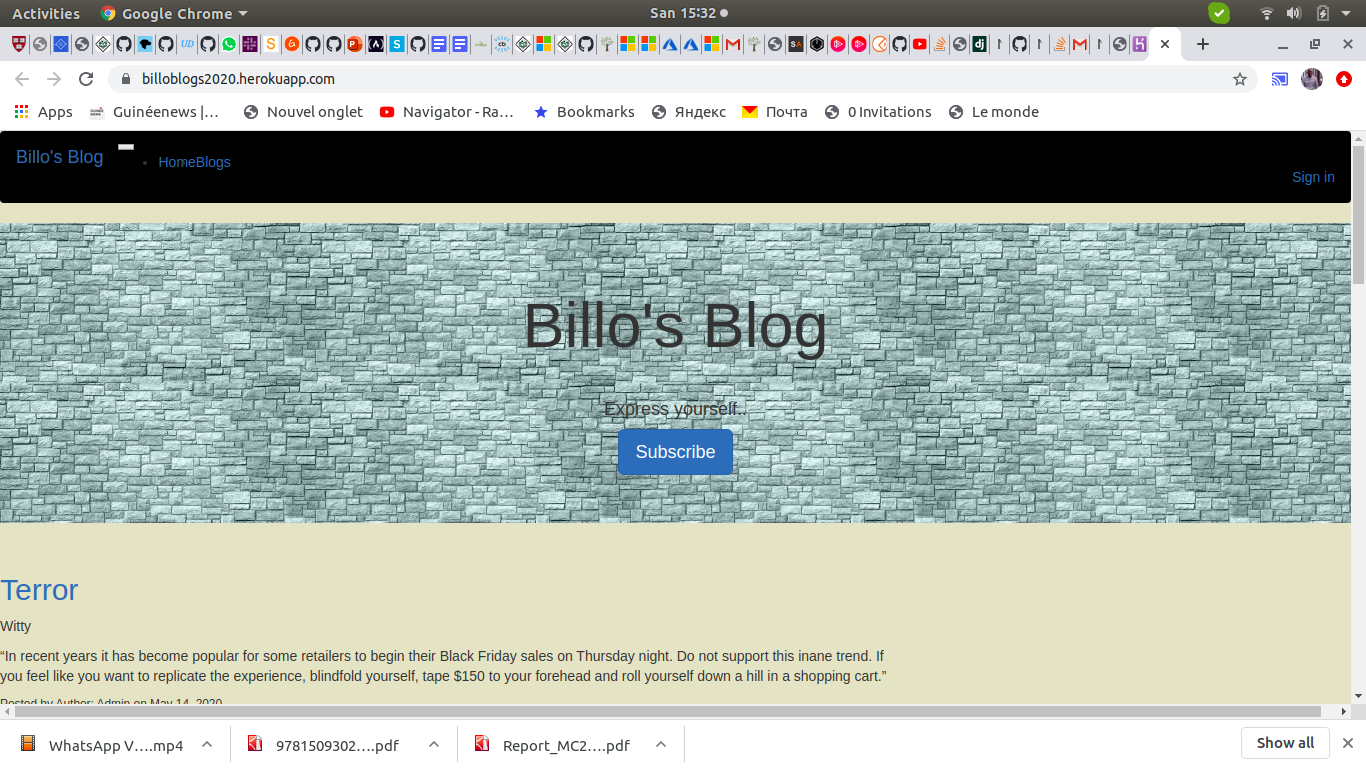 Activities Google Chrome San 15:32
UD S S SA dj
billoblogs2020.herokuapp.com
Apps Guinéenews |… Nouvel onglet Navigator - Ra… Bookmarks Яндекс Почта 0 Invitations Le monde
Billo's Blog HomeBlogs
Sign in
Billo's Blog
Express yourself..
Subscribe
Terror
Witty
“In recent years it has become popular for some retailers to begin their Black Friday sales on Thursday night. Do not support this inane trend. If
you feel like you want to replicate the experience, blindfold yourself, tape $150 to your forehead and roll yourself down a hill in a shopping cart.”
Posted by Author: Admin on May 14, 2020
WhatsApp V….mp4 9781509302….pdf Report_MC2….pdf Show all